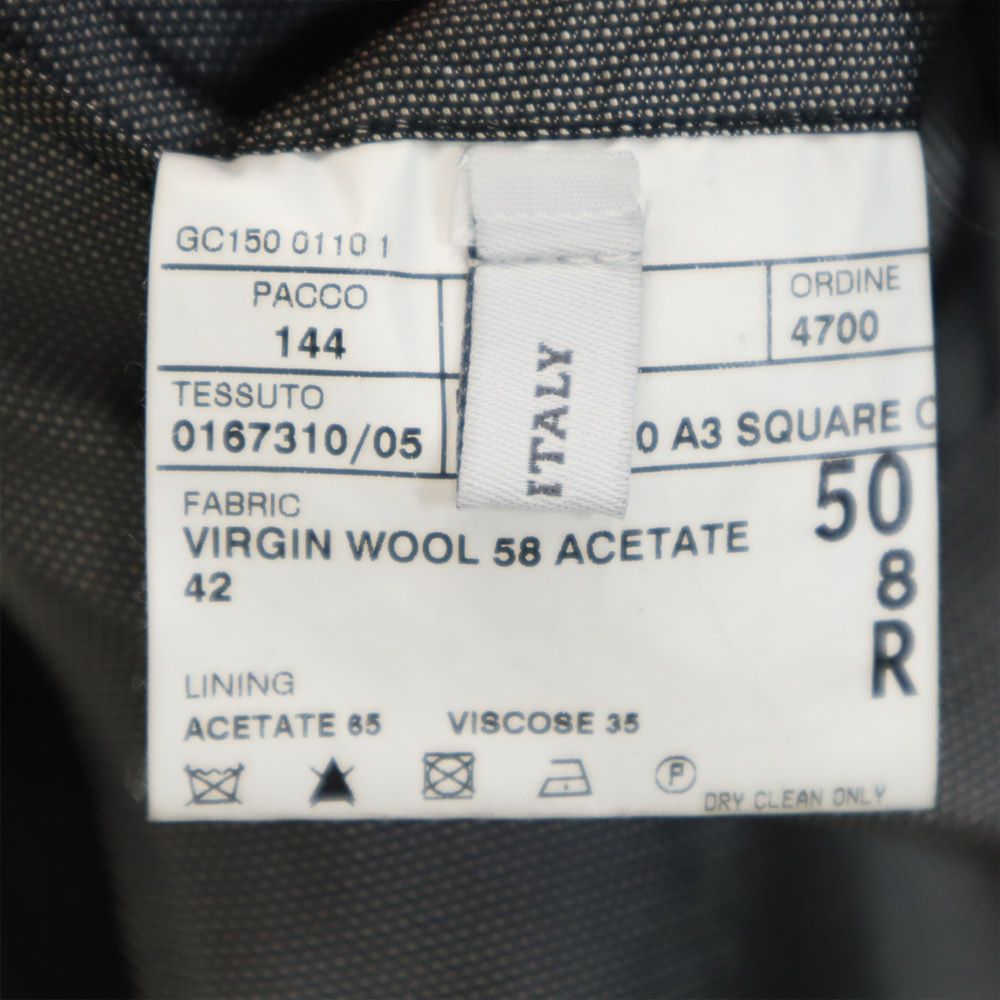 GC150 0110 1
PACCO
144
ORDINE
4700
TESSUTO
0167310/05
0 A3 SQUARE
ITALY
FABRIC
VIRGIN WOOL 58 ACETATE
42
50
8
R
LINING
ACETATE 65 VISCOSE 35
P
DRY CLEAN ONLY